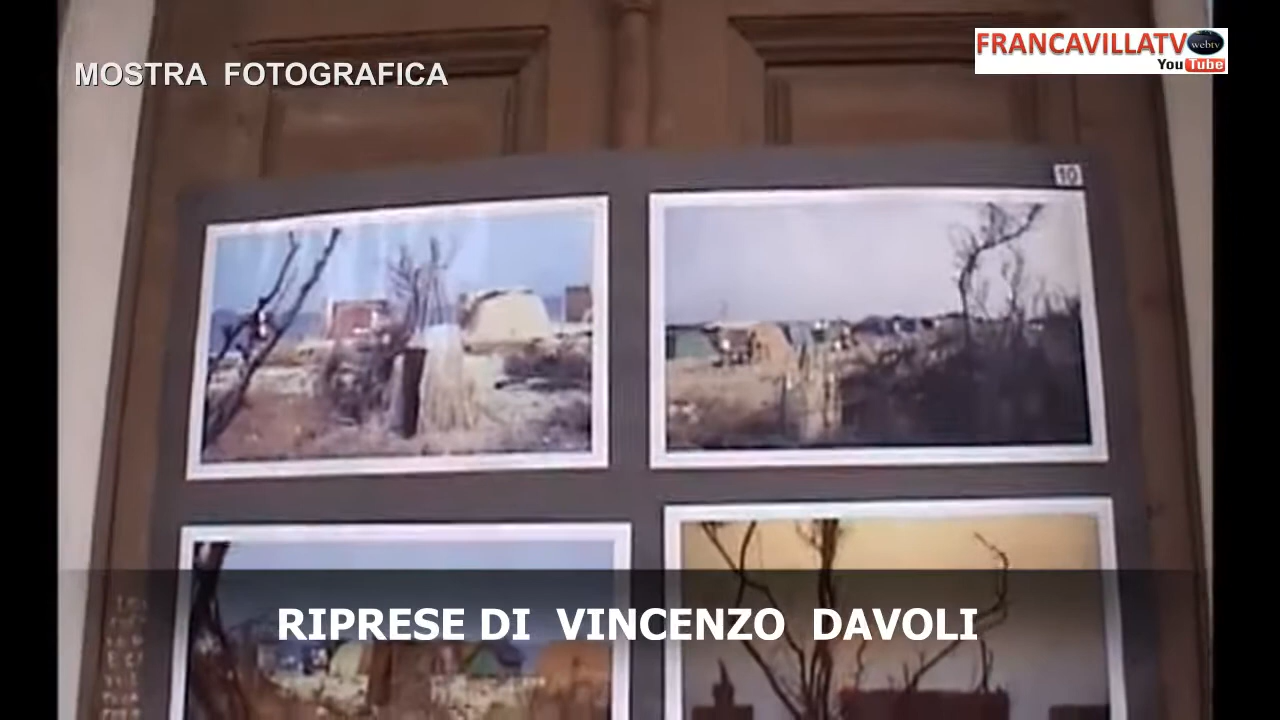 MOSTRA FOTOGRAFICA
FRANCAVILLATV
webtv
YouTube
10
RIPRESE DI VINCENZO DAVOLI